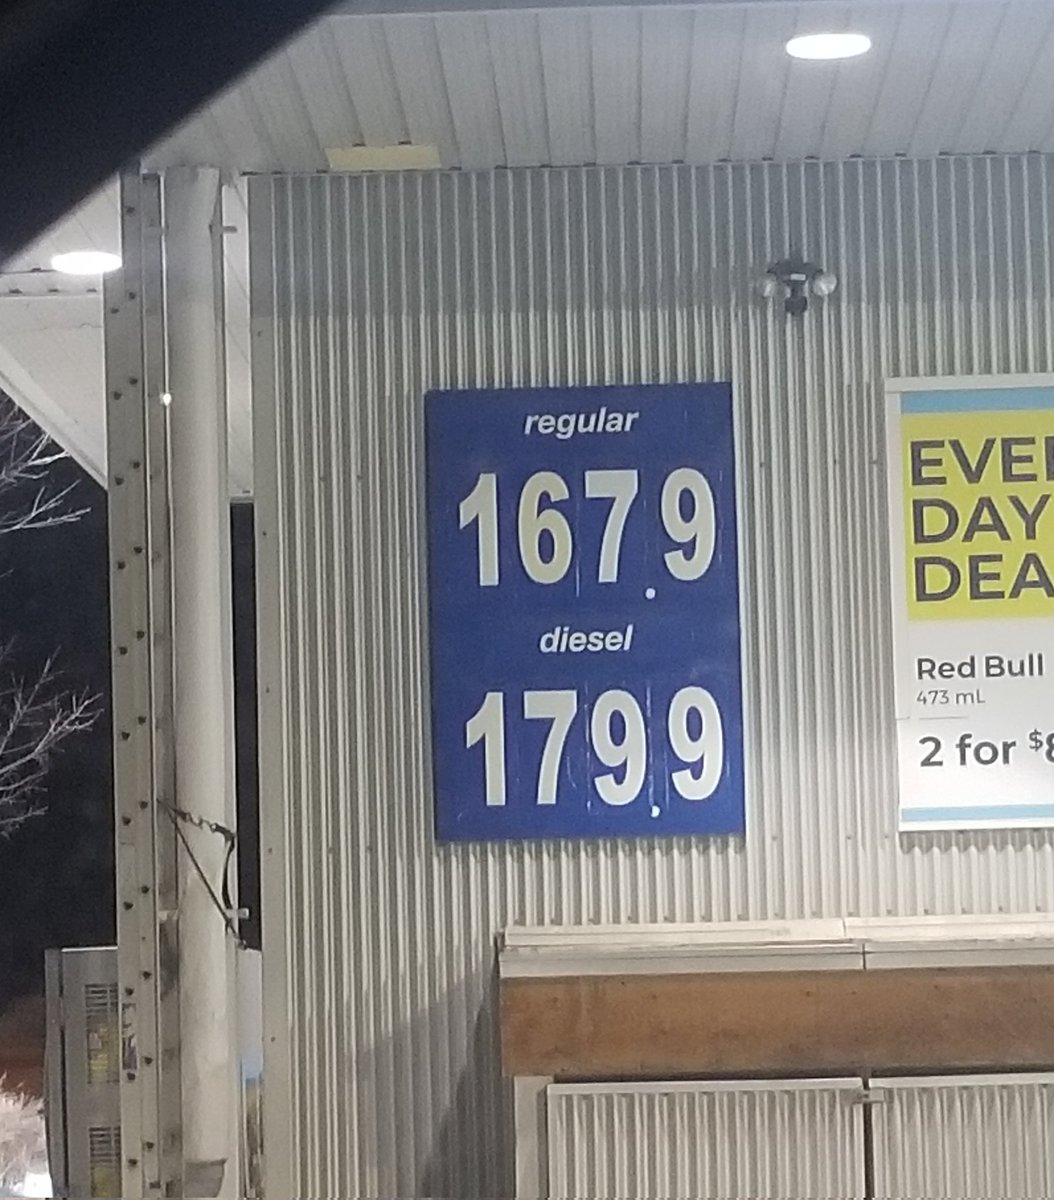 regular
167.9
diesel
179.9
EVE
DAY
DEA
Red Bull
473 mL
2 for $